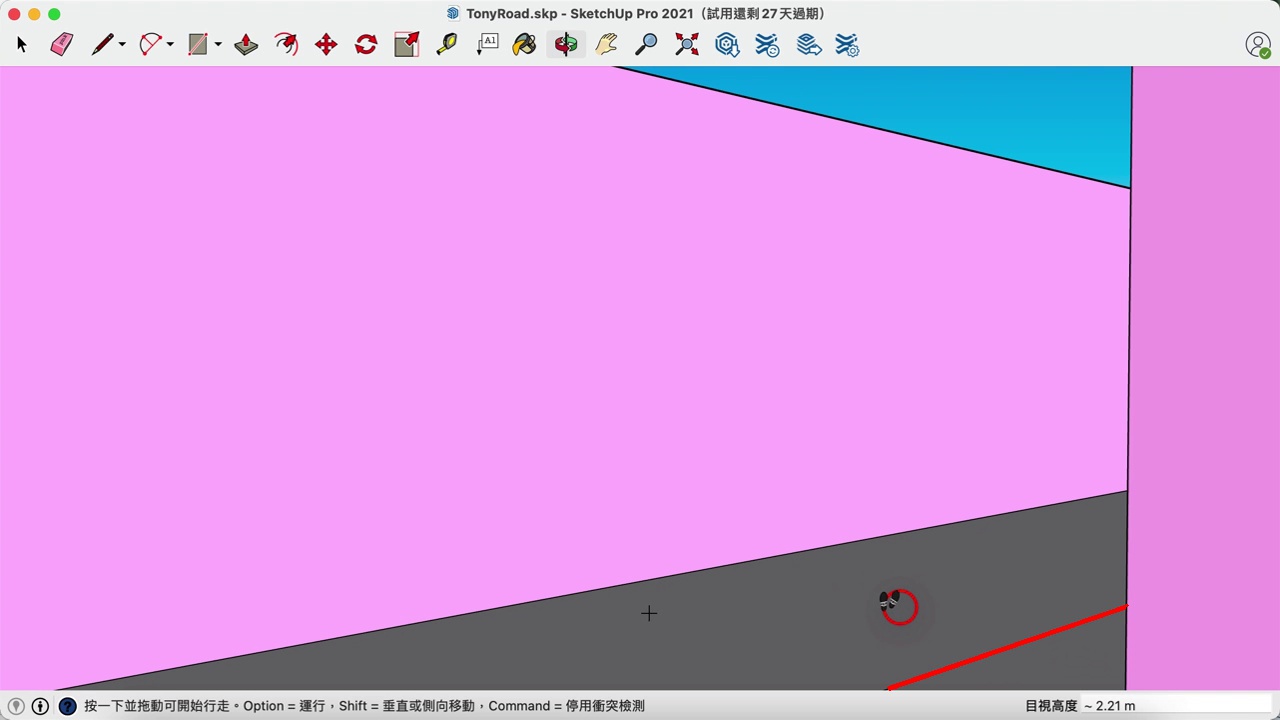 TonyRoad.skp - SketchUp Pro 2021（試用還剩 27 天過期）
A1
按一下並拖動可開始行走。Option = 運行，Shift = 垂直或側向移動，Command = 停用衝突檢測
目視高度 ~ 2.21 m